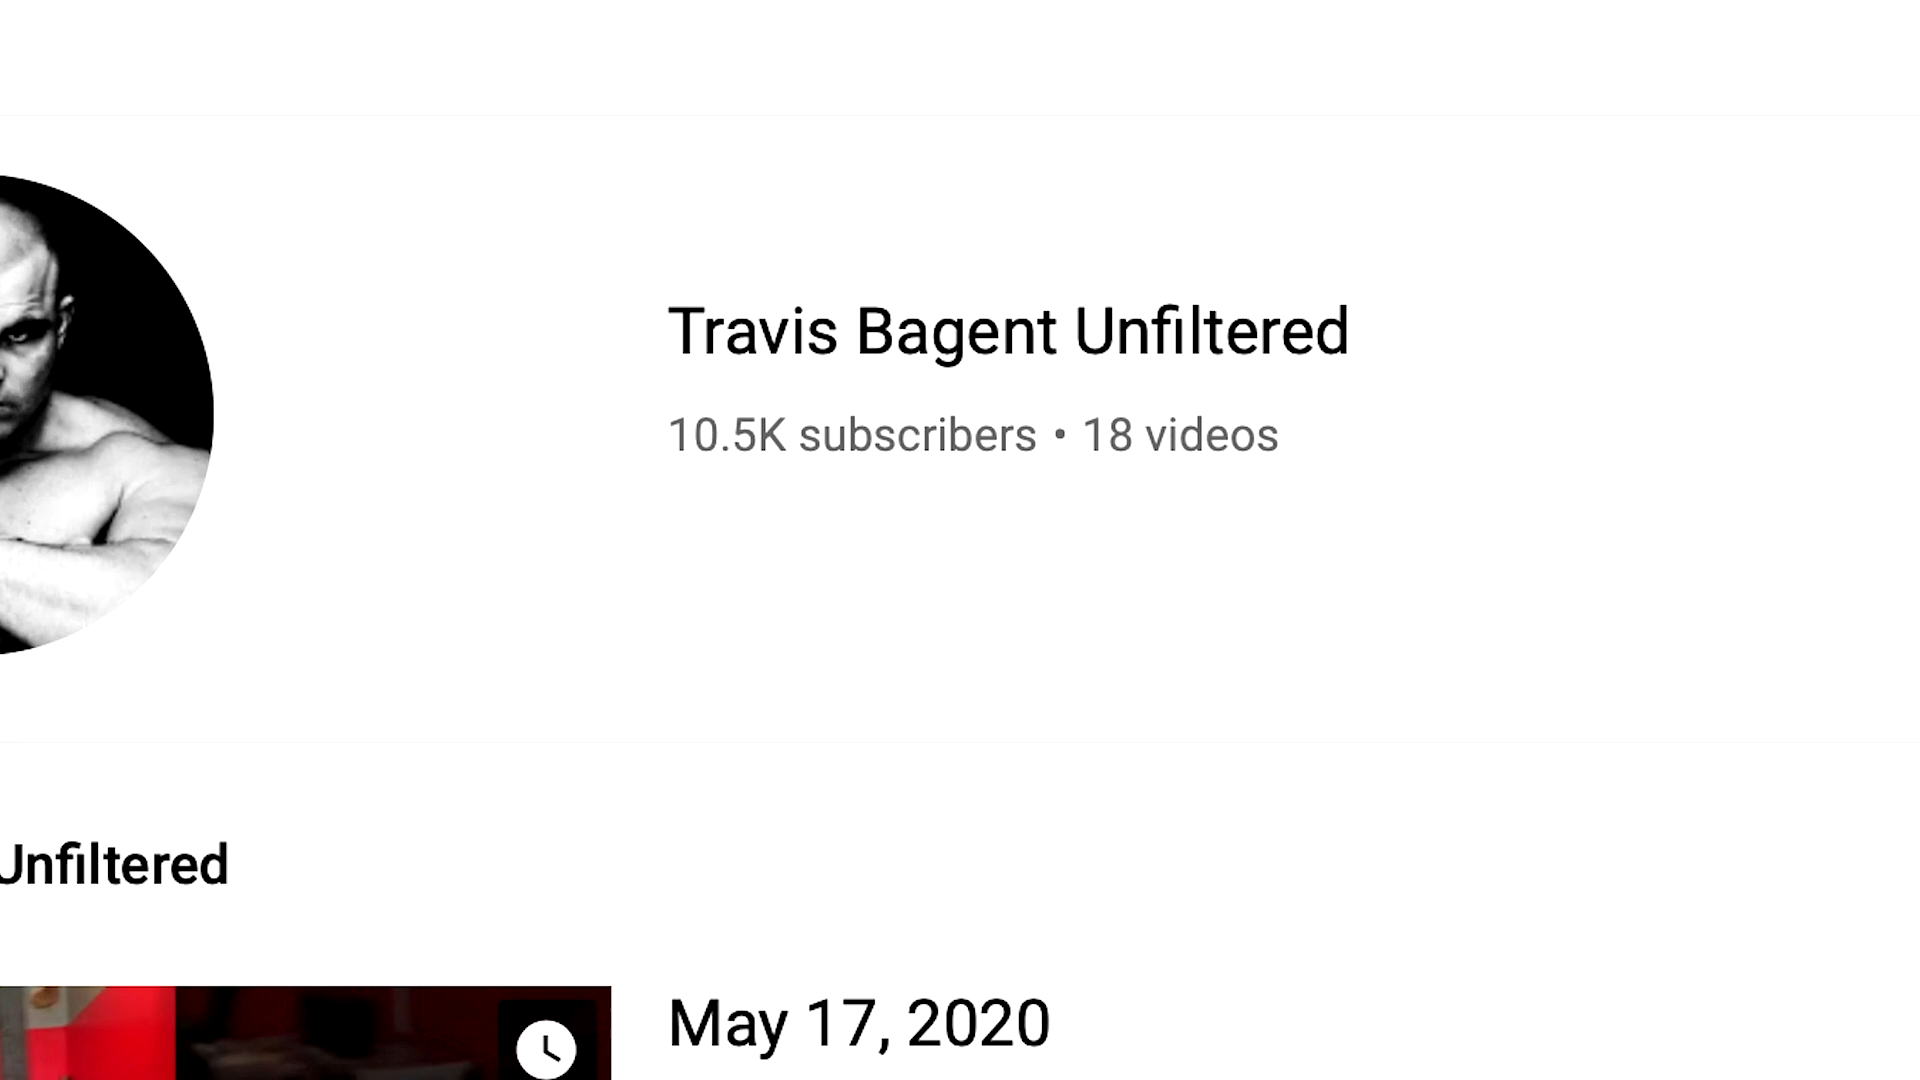 Travis Bagent Unfiltered
10.5K subscribers • 18 videos
Unfiltered
May 17, 2020